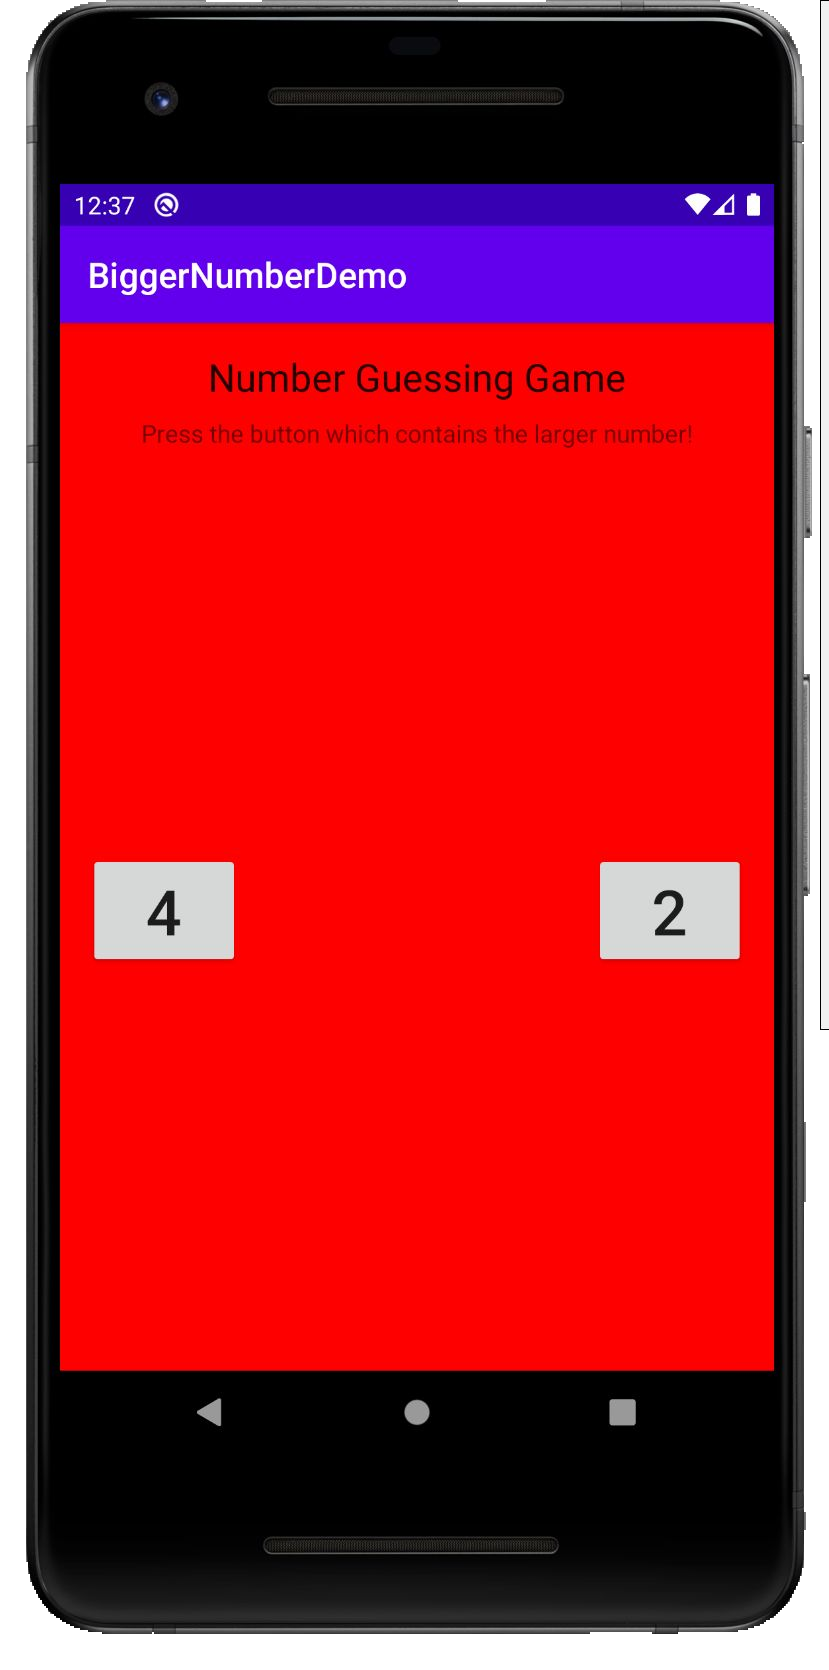 12:37
BiggerNumberDemo
Number Guessing Game
Press the button which contains the larger number!
4 2